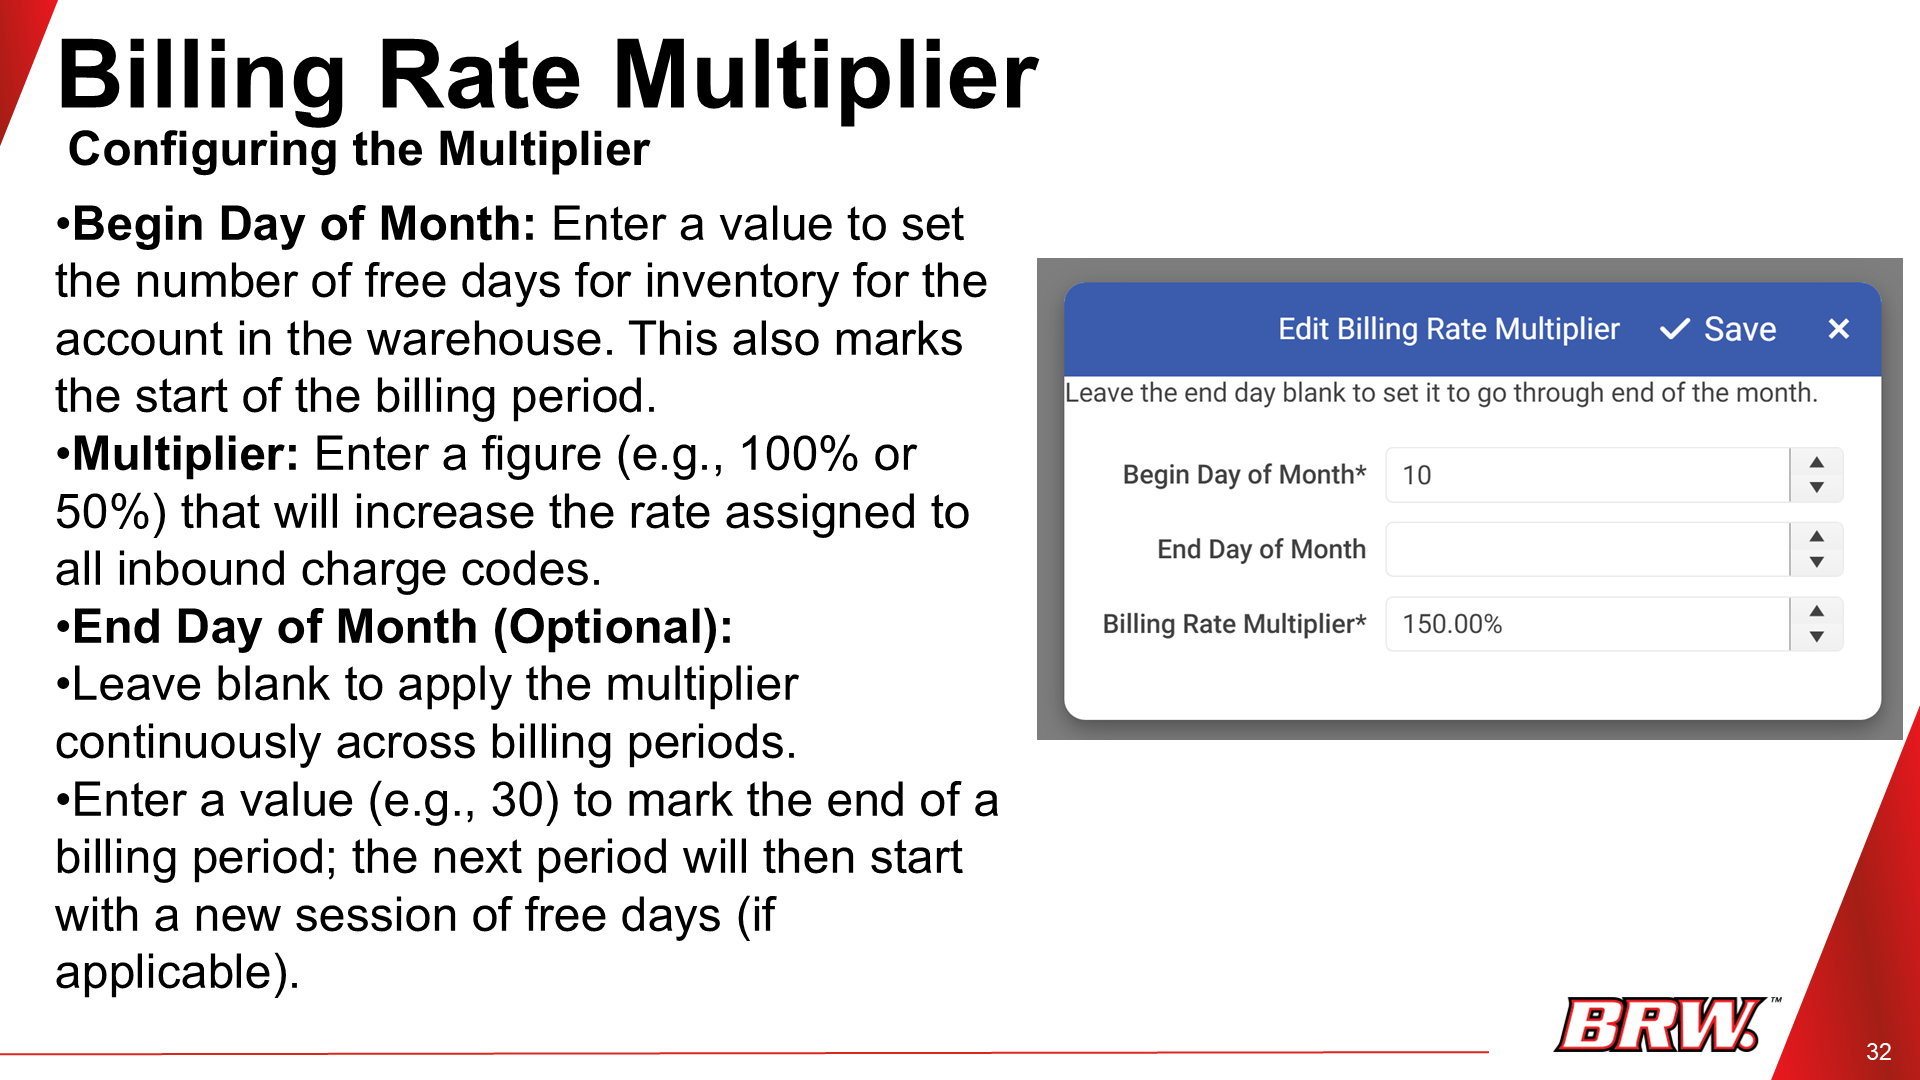 Billing Rate Multiplier
Configuring the Multiplier
•Begin Day of Month: Enter a value to set
the number of free days for inventory for the
account in the warehouse. This also marks
the start of the billing period.
•Multiplier: Enter a figure (e.g., 100% or
50%) that will increase the rate assigned to
all inbound charge codes.
•End Day of Month (Optional):
•Leave blank to apply the multiplier
continuously across billing periods.
•Enter a value (e.g., 30) to mark the end of a
billing period; the next period will then start
with a new session of free days (if
applicable).
Edit Billing Rate Multiplier ✓ Save ×
Leave the end day blank to set it to go through end of the month.
Begin Day of Month* 10
End Day of Month
Billing Rate Multiplier* 150.00%
BRW.™
32